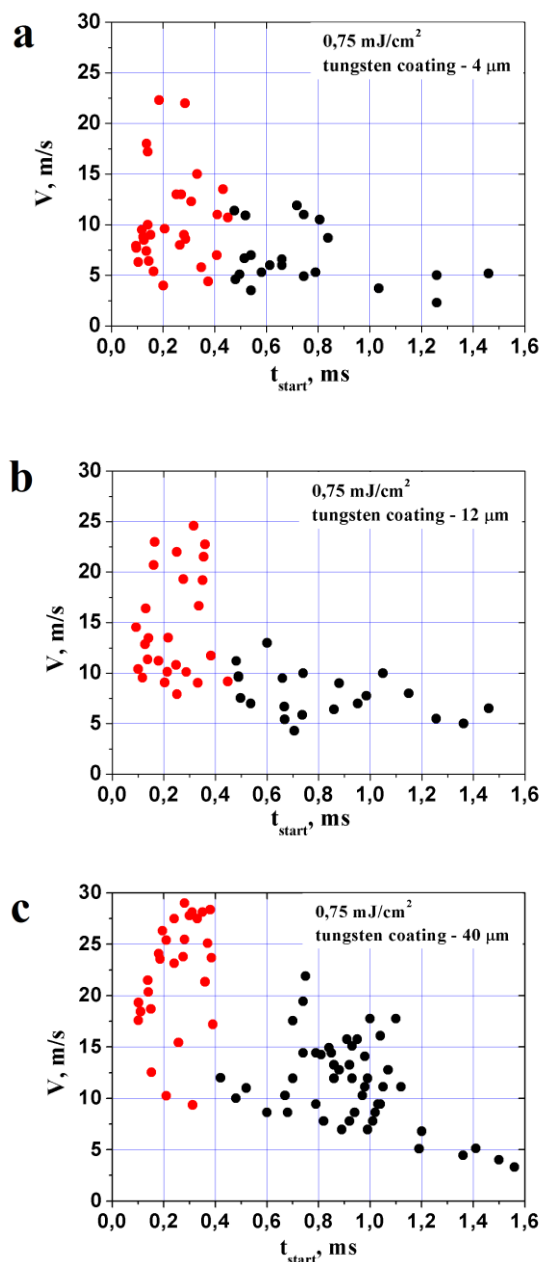 a
0,75 mJ/cm²
tungsten coating - 4 μm
30
25
20
15
10
5
0
V, m/s
0,0 0,2 0,4 0,6 0,8 1,0 1,2 1,4 1,6
t_start, ms
b
0,75 mJ/cm²
tungsten coating - 12 μm
30
25
20
15
10
5
0
V, m/s
0,0 0,2 0,4 0,6 0,8 1,0 1,2 1,4 1,6
t_start, ms
c
0,75 mJ/cm²
tungsten coating - 40 μm
30
25
20
15
10
5
0
V, m/s
0,0 0,2 0,4 0,6 0,8 1,0 1,2 1,4 1,6
t_start, ms